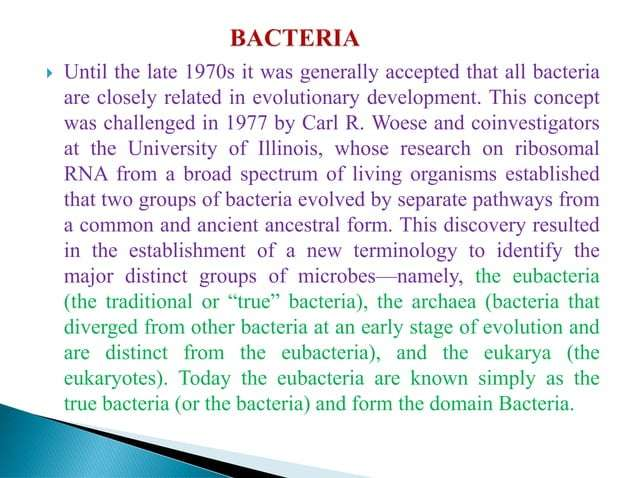 BACTERIA
Until the late 1970s it was generally accepted that all bacteria
are closely related in evolutionary development. This concept
was challenged in 1977 by Carl R. Woese and coinvestigators
at the University of Illinois, whose research on ribosomal
RNA from a broad spectrum of living organisms established
that two groups of bacteria evolved by separate pathways from
a common and ancient ancestral form. This discovery resulted
in the establishment of a new terminology to identify the
major distinct groups of microbes—namely, the eubacteria
(the traditional or “true” bacteria), the archaea (bacteria that
diverged from other bacteria at an early stage of evolution and
are distinct from the eubacteria), and the eukarya (the
eukaryotes). Today the eubacteria are known simply as the
true bacteria (or the bacteria) and form the domain Bacteria.